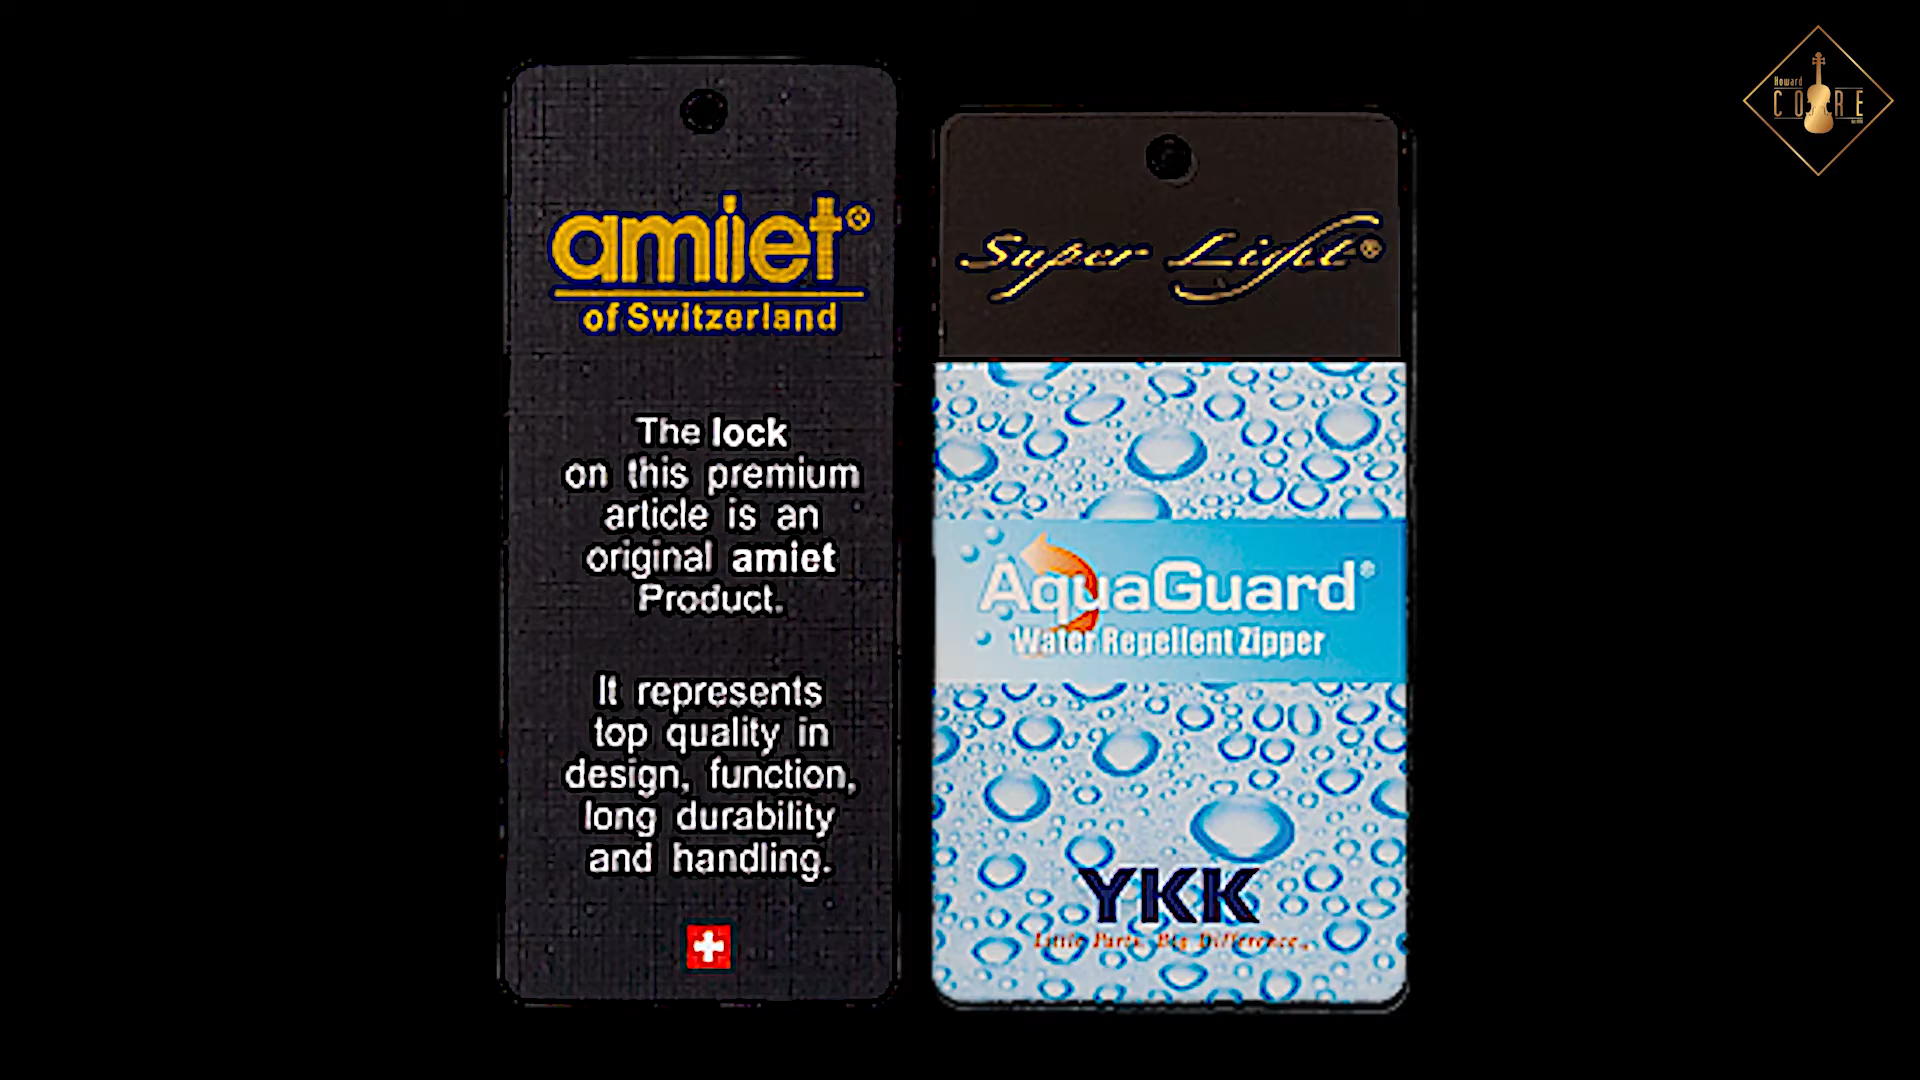 amiet®
of Switzerland
The lock
on this premium
article is an
original amiet
Product.
It represents
top quality in
design, function,
long durability
and handling.
Super Light®
AquaGuard®
Water Repellent Zipper
YKK
Little Parts. Big Difference.
Howard
CORE